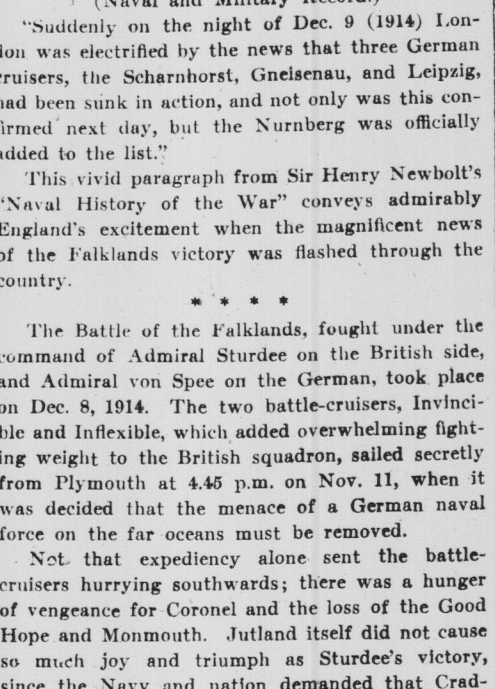 (Naval and Military Record.)
"Suddenly on the night of Dec. 9 (1914) Lon-
don was electrified by the news that three German
cruisers, the Scharnhorst, Gneisenau, and Leipzig,
had been sunk in action, and not only was this con-
firmed next day, but the Nurnberg was officially
added to the list."
This vivid paragraph from Sir Henry Newbolt's
"Naval History of the War" conveys admirably
England's excitement when the magnificent news
of the Falklands victory was flashed through the
country.
* * * *
The Battle of the Falklands, fought under the
command of Admiral Sturdee on the British side,
and Admiral von Spee on the German, took place
on Dec. 8, 1914. The two battle-cruisers, Invinci-
ble and Inflexible, which added overwhelming fight-
ing weight to the British squadron, sailed secretly
from Plymouth at 4.45 p.m. on Nov. 11, when it
was decided that the menace of a German naval
force on the far oceans must be removed.
Not that expediency alone sent the battle-
cruisers hurrying southwards; there was a hunger
of vengeance for Coronel and the loss of the Good
Hope and Monmouth. Jutland itself did not cause
so much joy and triumph as Sturdee's victory,
since the Navy and nation demanded that Crad-